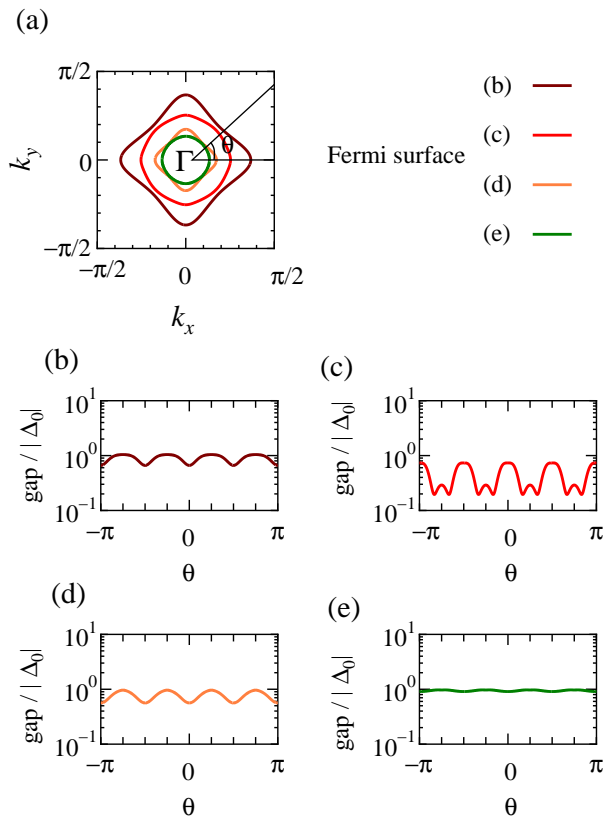 (a)
π/2
k_y
0
−π/2
−π/2
0
π/2
k_x
Γ
θ
Fermi surface
(b)
(c)
(d)
(e)
(b)
gap / | Δ_0|
10^1
10^0
10^−1
−π
0
π
θ
(c)
gap / | Δ_0|
10^1
10^0
10^−1
−π
0
π
θ
(d)
gap / | Δ_0|
10^1
10^0
10^−1
−π
0
π
θ
(e)
gap / | Δ_0|
10^1
10^0
10^−1
−π
0
π
θ